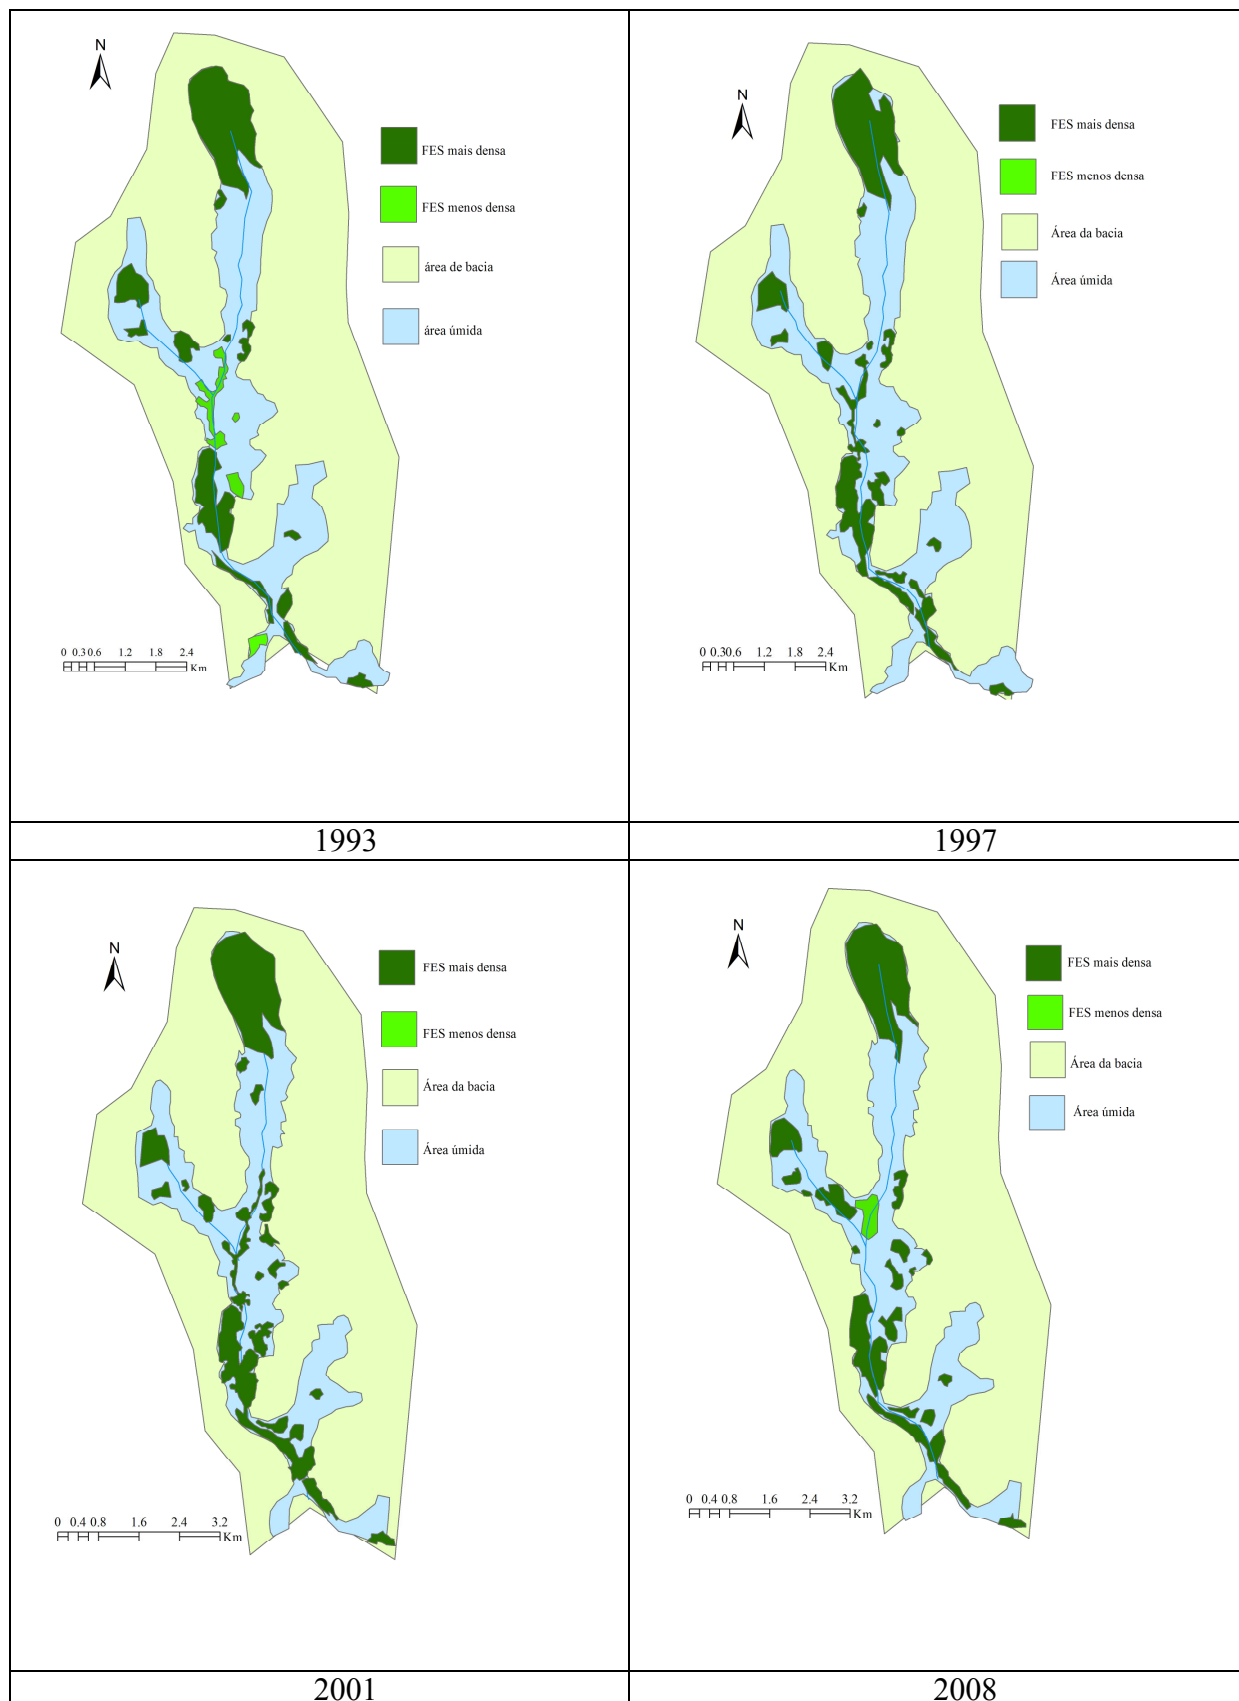 N
FES mais densa
FES menos densa
área de bacia
área úmida
0 0.3 0.6 1.2 1.8 2.4
Km
1993
N
FES mais densa
FES menos densa
Área da bacia
Área úmida
0 0.30.6 1.2 1.8 2.4
Km
1997
N
FES mais densa
FES menos densa
Área da bacia
Área úmida
0 0.4 0.8 1.6 2.4 3.2
Km
2001
N
FES mais densa
FES menos densa
Área da bacia
Área úmida
0 0.4 0.8 1.6 2.4 3.2
Km
2008